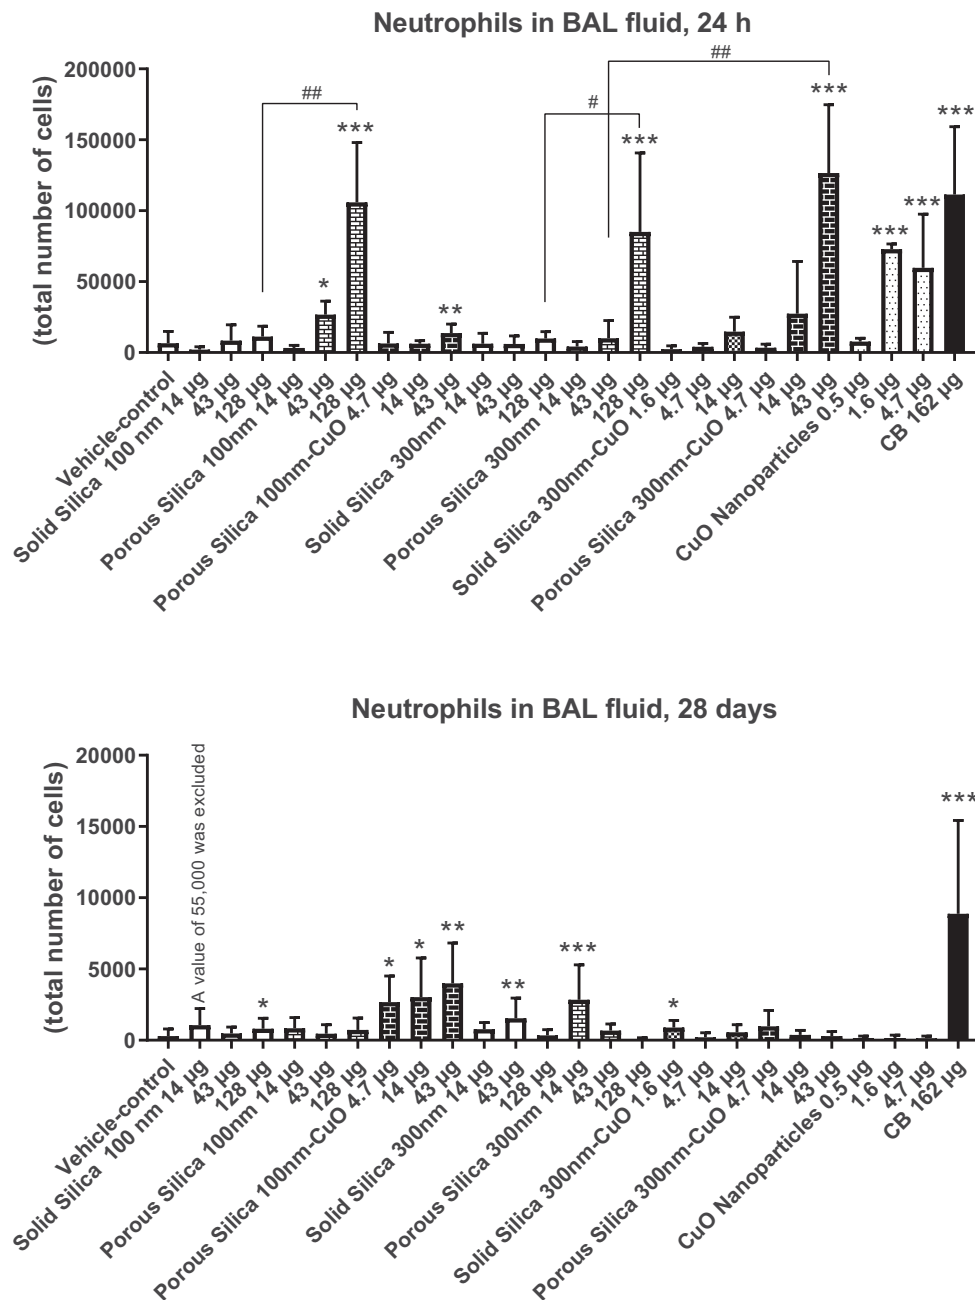 Neutrophils in BAL fluid, 24 h
(total number of cells)
200000
150000
100000
50000
0
##
#
##
***
*
**
***
***
***
***
***
Vehicle-control
Solid Silica 100 nm 14 µg
43 µg
128 µg
Porous Silica 100nm 14 µg
43 µg
128 µg
Porous Silica 100nm-CuO 4.7 µg
14 µg
43 µg
Solid Silica 300nm 14 µg
43 µg
128 µg
Porous Silica 300nm 14 µg
43 µg
128 µg
Solid Silica 300nm-CuO 1.6 µg
4.7 µg
14 µg
Porous Silica 300nm-CuO 4.7 µg
14 µg
43 µg
CuO Nanoparticles 0.5 µg
1.6 µg
4.7 µg
CB 162 µg
Neutrophils in BAL fluid, 28 days
(total number of cells)
20000
15000
10000
5000
0
A value of 55,000 was excluded
*
*
*
**
**
***
*
***
Vehicle-control
Solid Silica 100 nm 14 µg
43 µg
128 µg
Porous Silica 100nm 14 µg
43 µg
128 µg
Porous Silica 100nm-CuO 4.7 µg
14 µg
43 µg
Solid Silica 300nm 14 µg
43 µg
128 µg
Porous Silica 300nm 14 µg
43 µg
128 µg
Solid Silica 300nm-CuO 1.6 µg
4.7 µg
14 µg
Porous Silica 300nm-CuO 4.7 µg
14 µg
43 µg
CuO Nanoparticles 0.5 µg
1.6 µg
4.7 µg
CB 162 µg